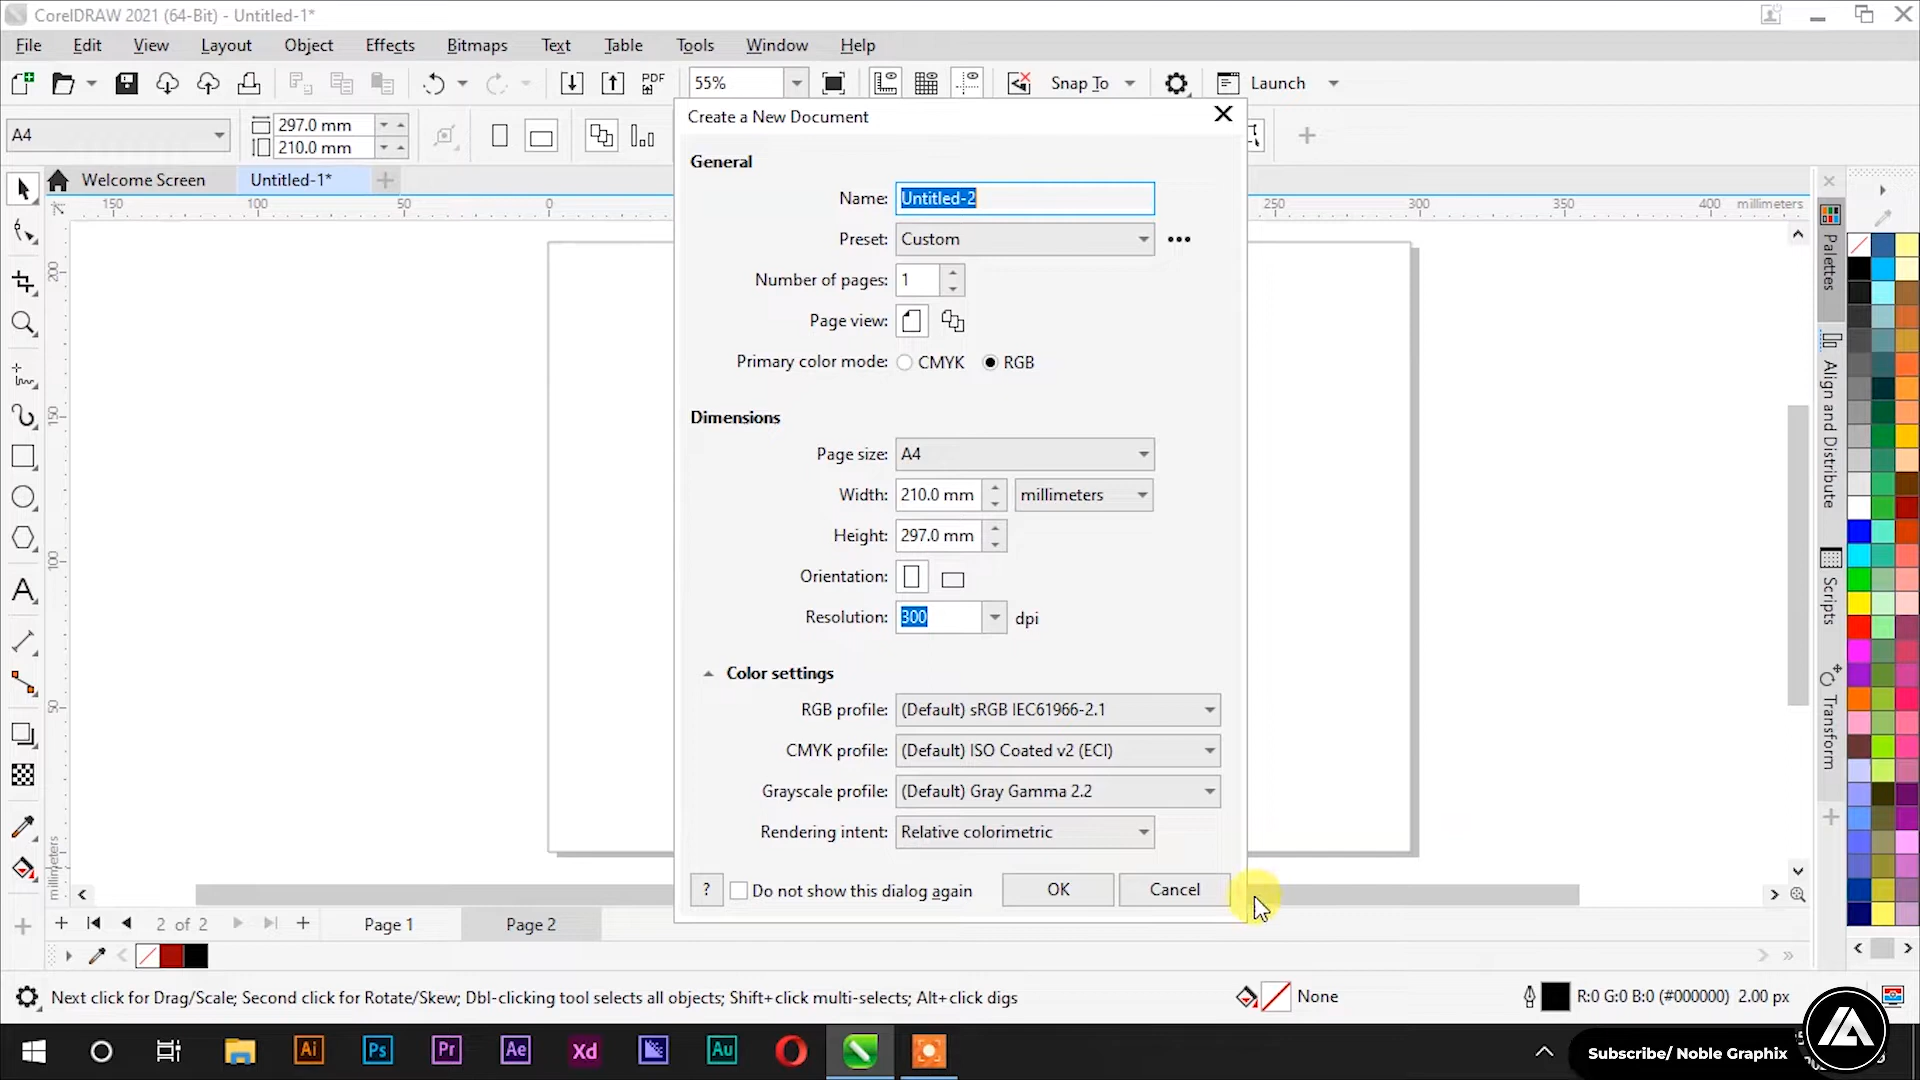 CorelDRAW 2021 (64-Bit) - Untitled-1*
File Edit View Layout Object Effects Bitmaps Text Table Tools Window Help
PDF 55% Snap To Launch
A4 297.0 mm
210.0 mm
Create a New Document
General
Welcome Screen Untitled-1*
150 100 50 0 250 300 350 400 millimeters
Name: Untitled-2
Preset: Custom
Number of pages: 1
Page view:
Primary color mode: CMYK RGB
Dimensions
Page size: A4
Width: 210.0 mm millimeters
Height: 297.0 mm
Orientation:
Resolution: 300 dpi
Color settings
RGB profile: (Default) sRGB IEC61966-2.1
CMYK profile: (Default) ISO Coated v2 (ECI)
Grayscale profile: (Default) Gray Gamma 2.2
Rendering intent: Relative colorimetric
? Do not show this dialog again OK Cancel
200
150
100
50
millimeters
Palettes
Align and Distribute
Scripts
Transform
2 of 2 Page 1 Page 2
Next click for Drag/Scale; Second click for Rotate/Skew; Dbl-clicking tool selects all objects; Shift+click multi-selects; Alt+click digs
None R:0 G:0 B:0 (#000000) 2.00 px
Ai Ps Pr Ae Xd Au
Subscribe/ Noble Graphix